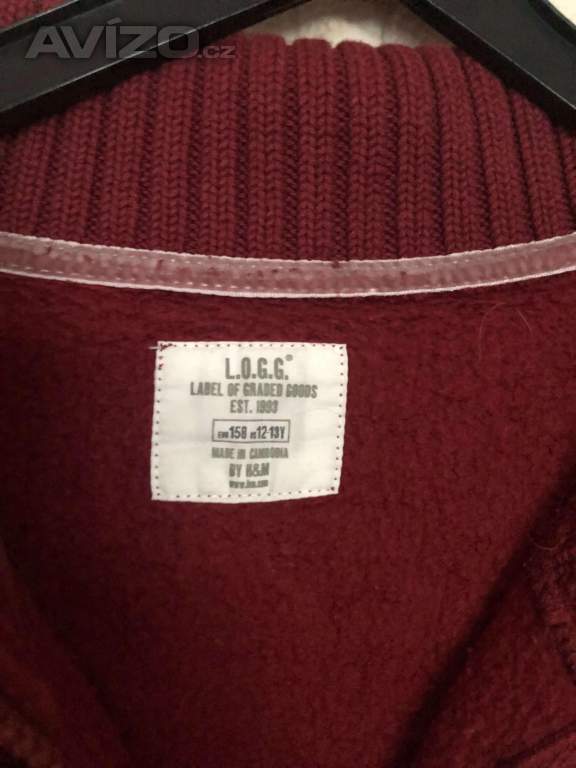 AVÍZO.cz
L.O.G.G.®
LABEL OF GRADED GOODS
EST. 1993
EUR 158 US 12-13Y
MADE IN CAMBODIA
BY H&M
www.hm.com